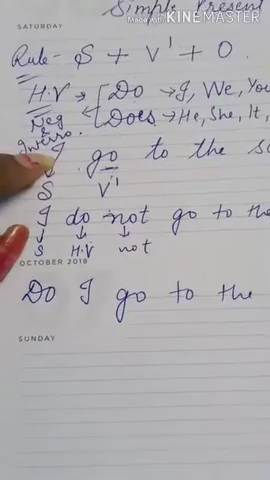 Simple Present
Made with KINEMASTER
SATURDAY
Rule - S + V¹ + O.
H.V → [Do → I, We, You
Neg [Does → He, She, It,
& Interro.
I go to the
S V¹
I do not go to the
S H.V not
OCTOBER 2018
Do I go to the
SUNDAY